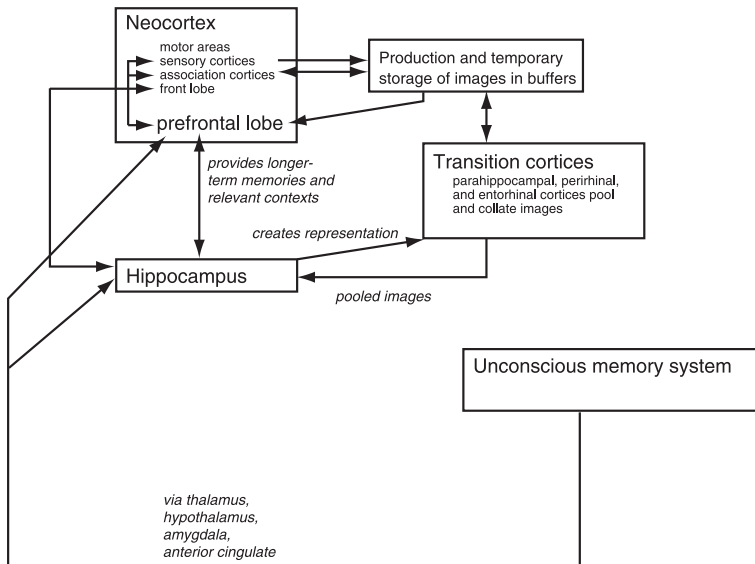 Neocortex
motor areas
sensory cortices
association cortices
front lobe
prefrontal lobe
Production and temporary
storage of images in buffers
Transition cortices
parahippocampal, perirhinal,
and entorhinal cortices pool
and collate images
provides longer-
term memories and
relevant contexts
creates representation
Hippocampus
pooled images
Unconscious memory system
via thalamus,
hypothalamus,
amygdala,
anterior cingulate